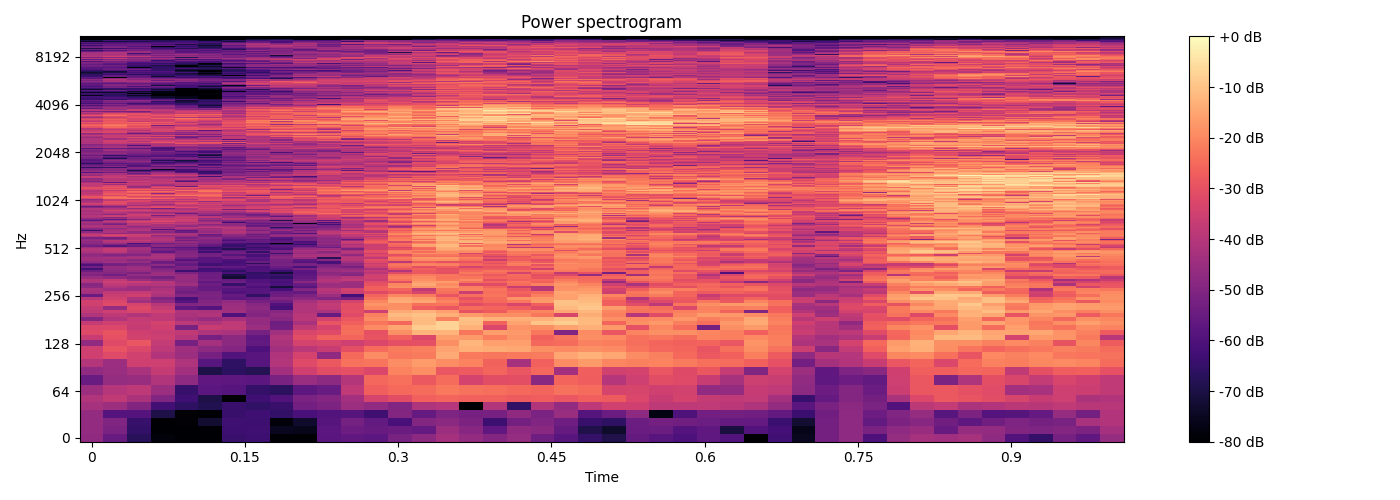 Power spectrogram
Hz
8192
4096
2048
1024
512
256
128
64
0
0 0.15 0.3 0.45 0.6 0.75 0.9
Time
+0 dB
-10 dB
-20 dB
-30 dB
-40 dB
-50 dB
-60 dB
-70 dB
-80 dB